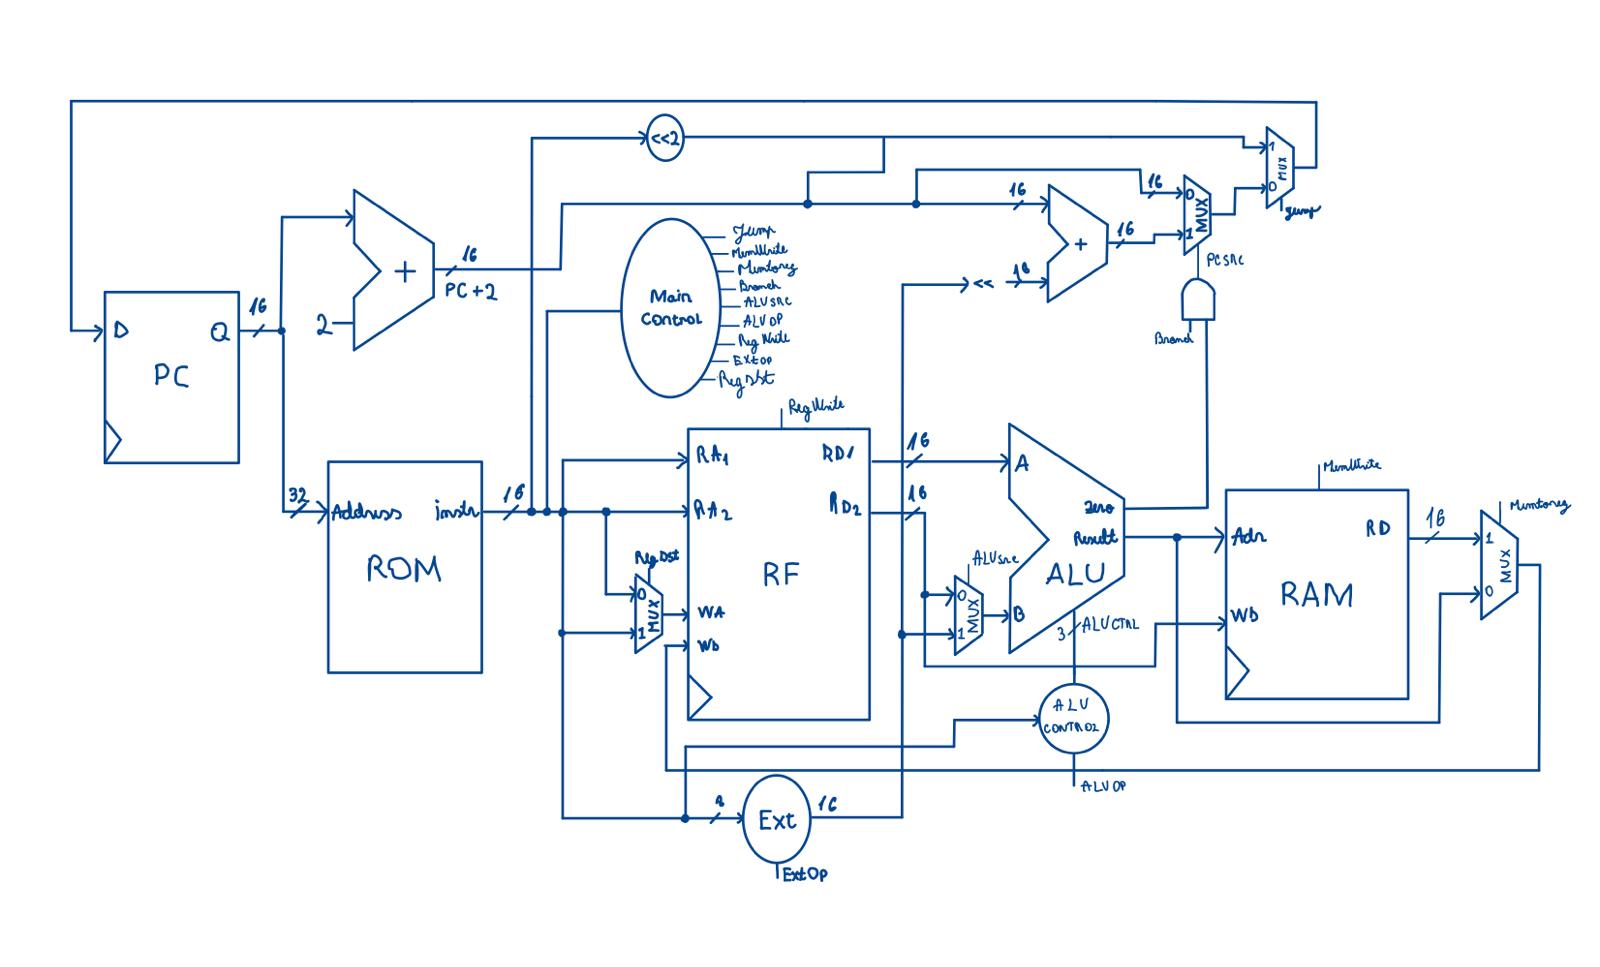 <<2
1
MUX
0
Jump
16
16
0
MUX
1
16
+
16
16
<<
PCsrc
Branch
+
16
PC+2
2
16
D
Q
PC
Main
Control
Jump
MemWrite
Memtoreg
Branch
ALUsrc
ALUOP
RegWrite
Extop
RegDst
32
Address
instr
ROM
16
RegWrite
RA1
RD1
RA2
RD2
RF
WA
WD
RegDst
0
MUX
1
16
16
ALUsrc
0
MUX
1
A
zero
Result
ALU
B
3
ALUCTRL
ALU
CONTROL
ALUOP
MemWrite
Adr
RD
RAM
WD
16
Memtoreg
1
MUX
0
Ext
16
ExtOp